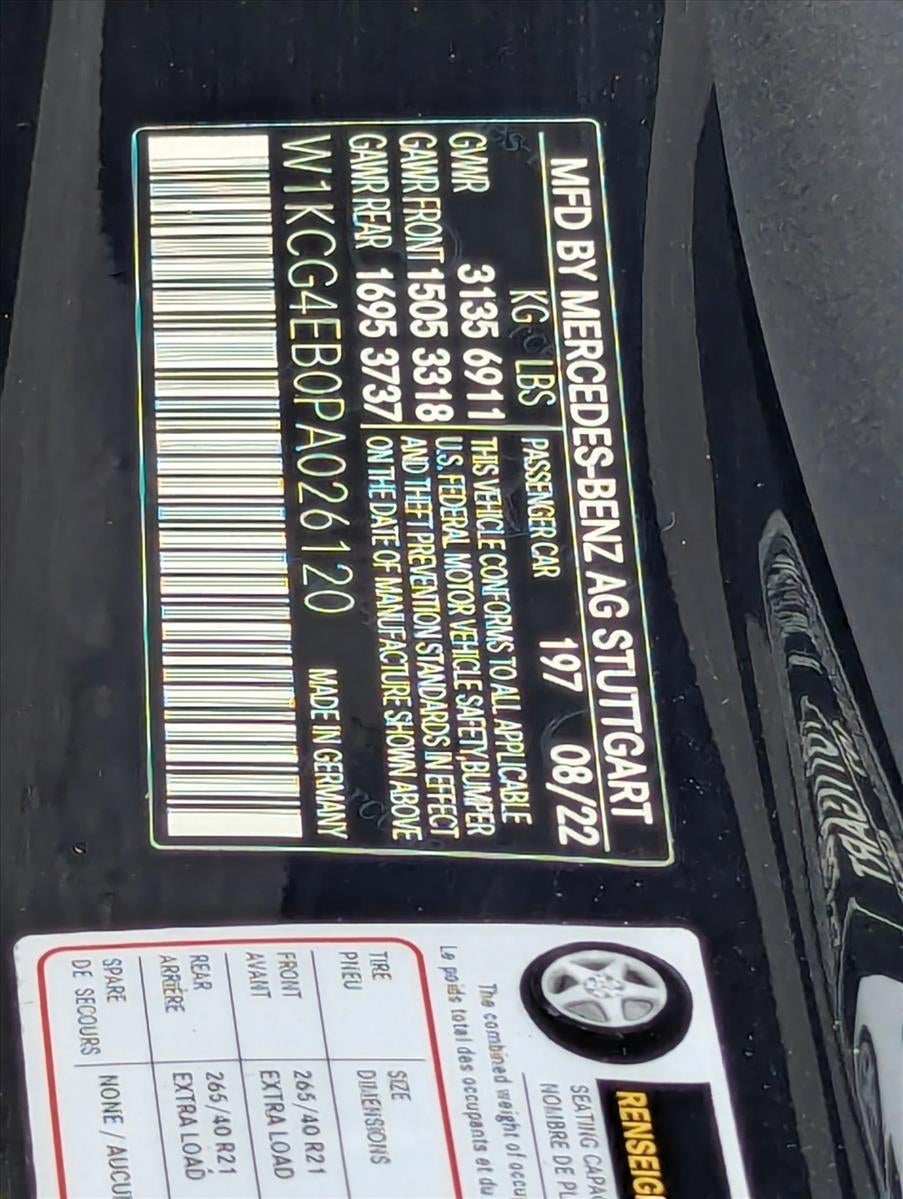 MFD BY MERCEDES-BENZ AG STUTTGART
KG LBS PASSENGER CAR 197 08/22
GVWR 3135 6911 THIS VEHICLE CONFORMS TO ALL APPLICABLE
GAWR FRONT 1505 3318 U.S. FEDERAL MOTOR VEHICLE SAFETY,BUMPER
GAWR REAR 1695 3737 AND THEFT PREVENTION STANDARDS IN EFFECT
ON THE DATE OF MANUFACTURE SHOWN ABOVE
W1KCG4EB0PA026120 MADE IN GERMANY
RENSEIG
SEATING CAPAC
NOMBRE DE PL
The combined weight of occu
Le poids total des occupants et du
TIRE SIZE
PNEU DIMENSIONS
FRONT 265/40 R21
AVANT EXTRA LOAD
REAR 265/40 R21
ARRIÈRE EXTRA LOAD
SPARE NONE / AUCU
DE SECOURS